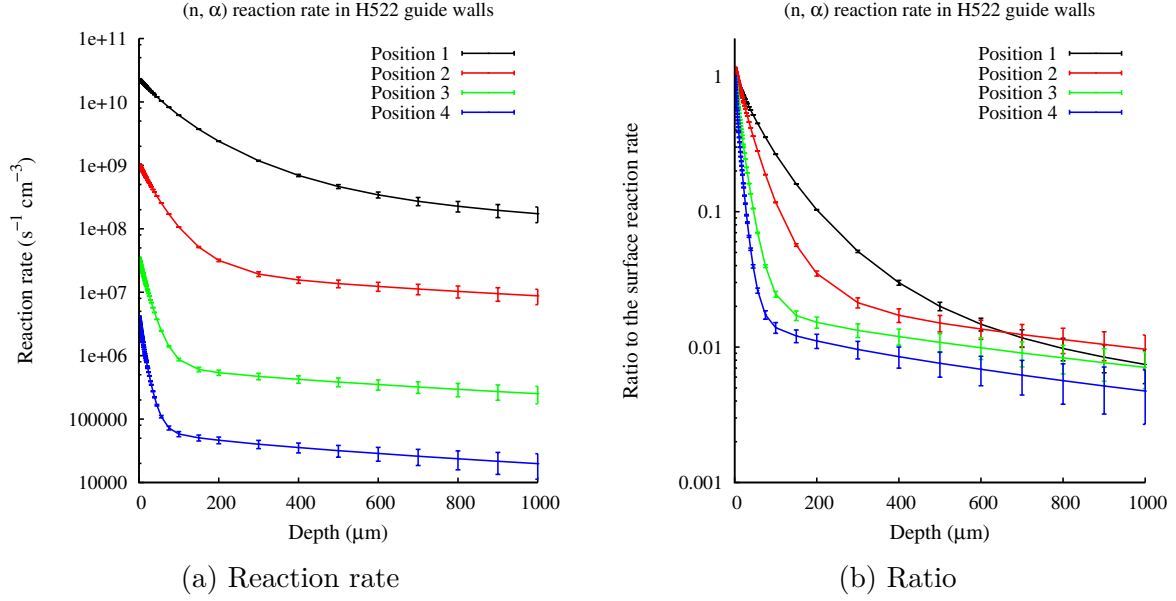 (n, α) reaction rate in H522 guide walls
1e+11
1e+10
1e+09
1e+08
1e+07
1e+06
100000
10000
Reaction rate (s⁻¹ cm⁻³)
Position 1
Position 2
Position 3
Position 4
0 200 400 600 800 1000
Depth (µm)
(a) Reaction rate
(n, α) reaction rate in H522 guide walls
1
0.1
0.01
0.001
Ratio to the surface reaction rate
Position 1
Position 2
Position 3
Position 4
0 200 400 600 800 1000
Depth (µm)
(b) Ratio